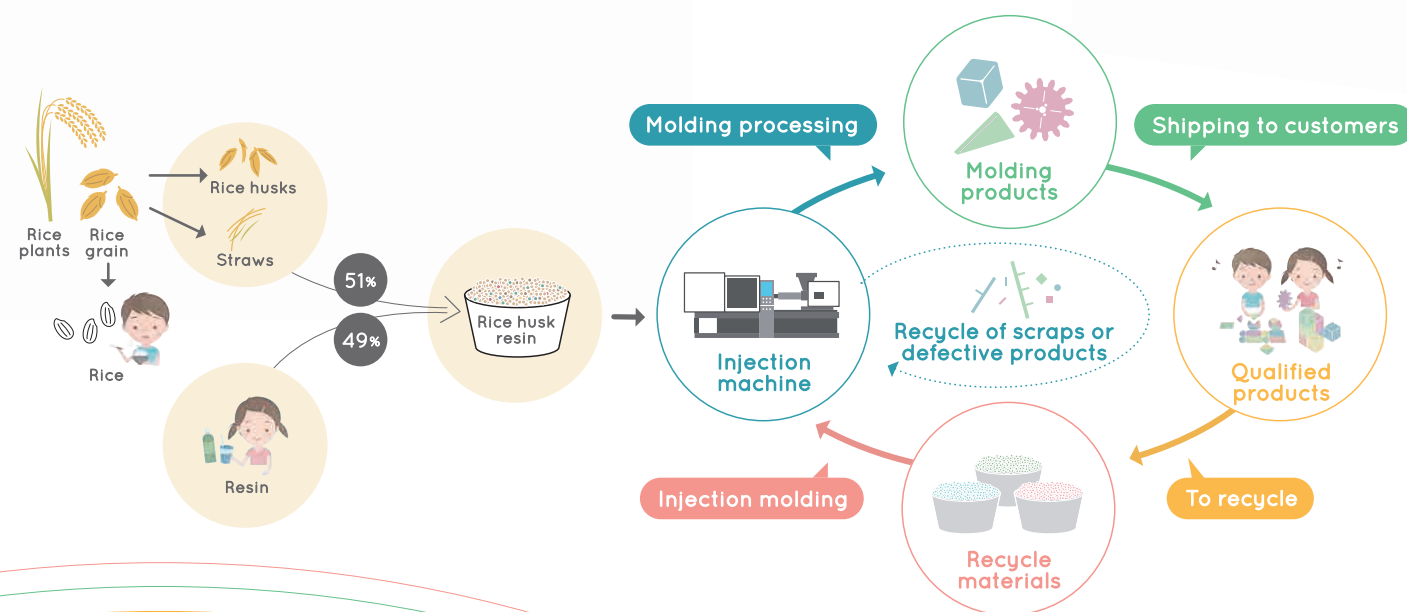 Rice
plants
Rice
grain
Rice
Rice husks
Straws
51%
49%
Resin
Rice husk
resin
Molding processing
Injection
machine
Molding
products
Shipping to customers
Recycle of scraps or
defective products
Qualified
products
To recycle
Recycle
materials
Injection molding